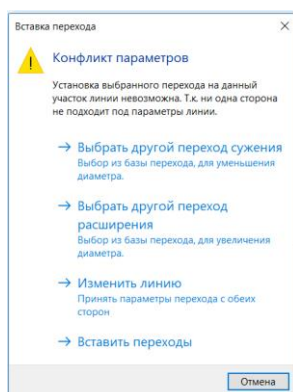 Вставка перехода
Конфликт параметров
Установка выбранного перехода на данный
участок линии невозможна. Т.к. ни одна сторона
не подходит под параметры линии.
→ Выбрать другой переход сужения
Выбор из базы перехода, для уменьшения
диаметра.
→ Выбрать другой переход
расширения
Выбор из базы перехода, для увеличения
диаметра.
→ Изменить линию
Принять параметры перехода с обеих
сторон
→ Вставить переходы
Отмена